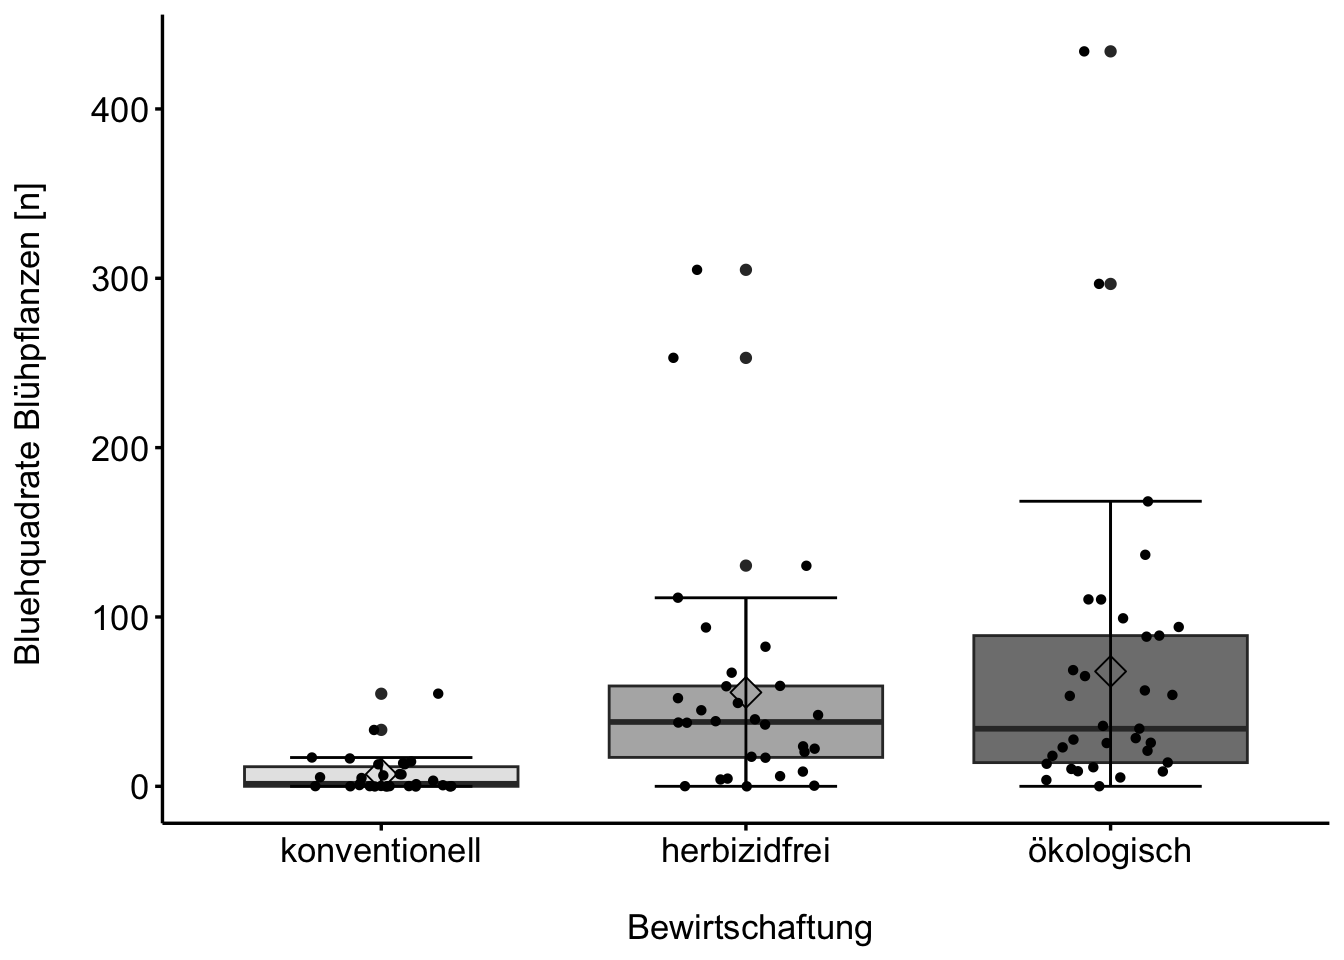 Bluehquadrate Blühpflanzen [n]
400
300
200
100
0
konventionell herbizidfrei ökologisch
Bewirtschaftung